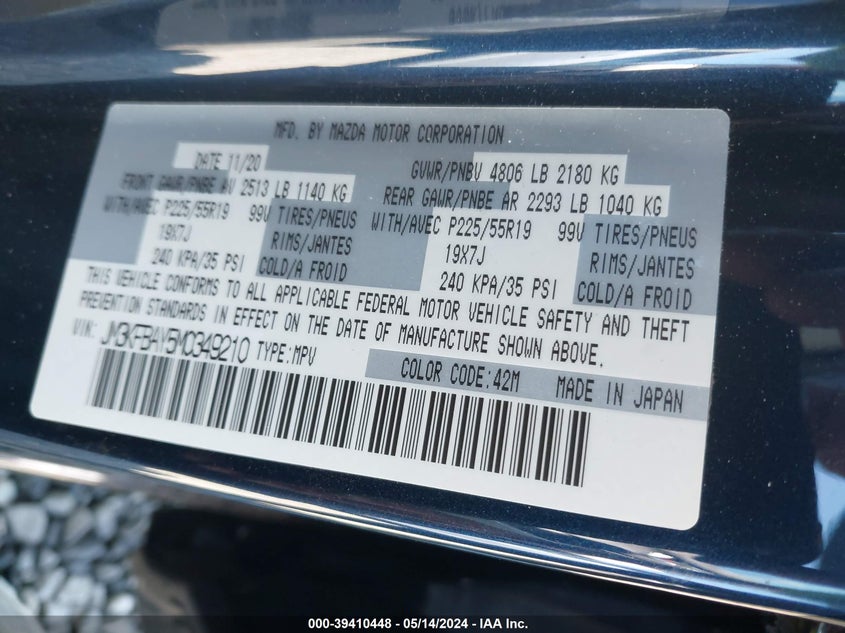 MFD. BY MAZDA MOTOR CORPORATION
DATE 11/20 GVWR/PNBV 4806 LB 2180 KG
FRONT GAWR/PNBE AV 2513 LB 1140 KG REAR GAWR/PNBE AR 2293 LB 1040 KG
WITH/AVEC P225/55R19 99V TIRES/PNEUS WITH/AVEC P225/55R19 99V TIRES/PNEUS
19X7J RIMS/JANTES 19X7J RIMS/JANTES
240 KPA/35 PSI COLD/A FROID 240 KPA/35 PSI COLD/A FROID
THIS VEHICLE CONFORMS TO ALL APPLICABLE FEDERAL MOTOR VEHICLE SAFETY AND THEFT
PREVENTION STANDARDS IN EFFECT ON THE DATE OF MANUFACTURE SHOWN ABOVE.
VIN: JM3KFBAY5M0349210 TYPE:MPV
COLOR CODE:42M MADE IN JAPAN
000-39410448 - 05/14/2024 - IAA Inc.